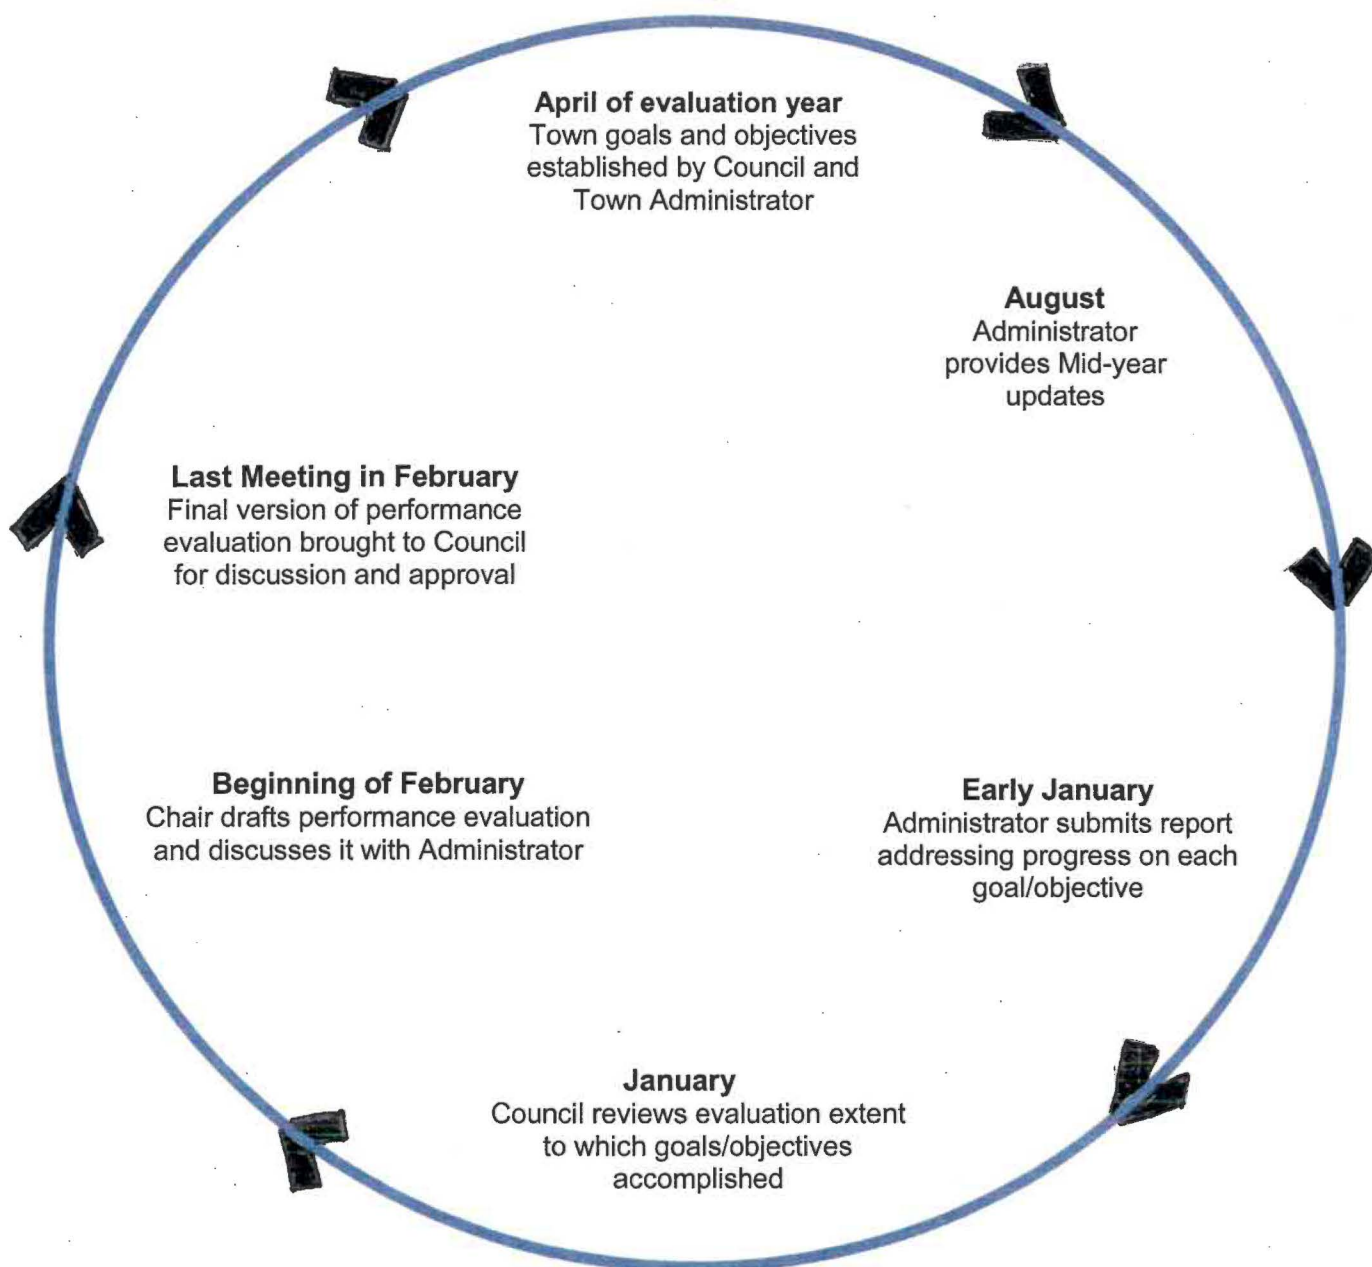 April of evaluation year
Town goals and objectives
established by Council and
Town Administrator
August
Administrator
provides Mid-year
updates
Early January
Administrator submits report
addressing progress on each
goal/objective
January
Council reviews evaluation extent
to which goals/objectives
accomplished
Beginning of February
Chair drafts performance evaluation
and discusses it with Administrator
Last Meeting in February
Final version of performance
evaluation brought to Council
for discussion and approval